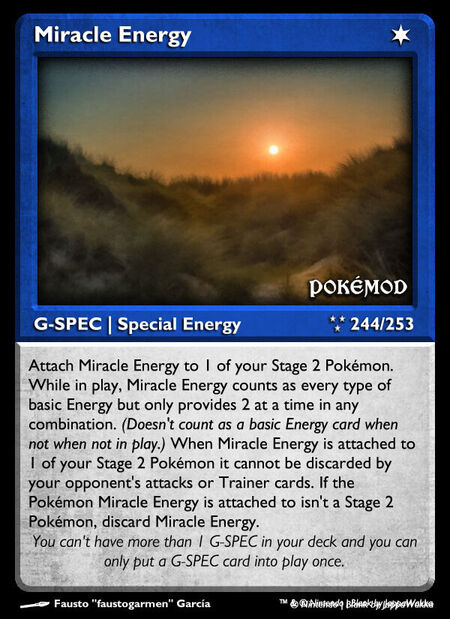 Miracle Energy
POKÉMOD
G-SPEC | Special Energy 244/253
Attach Miracle Energy to 1 of your Stage 2 Pokémon.
While in play, Miracle Energy counts as every type of
basic Energy but only provides 2 at a time in any
combination. (Doesn't count as a basic Energy card when
not when not in play.) When Miracle Energy is attached to
1 of your Stage 2 Pokémon it cannot be discarded by
your opponent's attacks or Trainer cards. If the
Pokémon Miracle Energy is attached to isn't a Stage 2
Pokémon, discard Miracle Energy.
You can't have more than 1 G-SPEC in your deck and you can
only put a G-SPEC card into play once.
Fausto "faustogarmen" García ™ & © Nintendo | Blank by JappaWakka